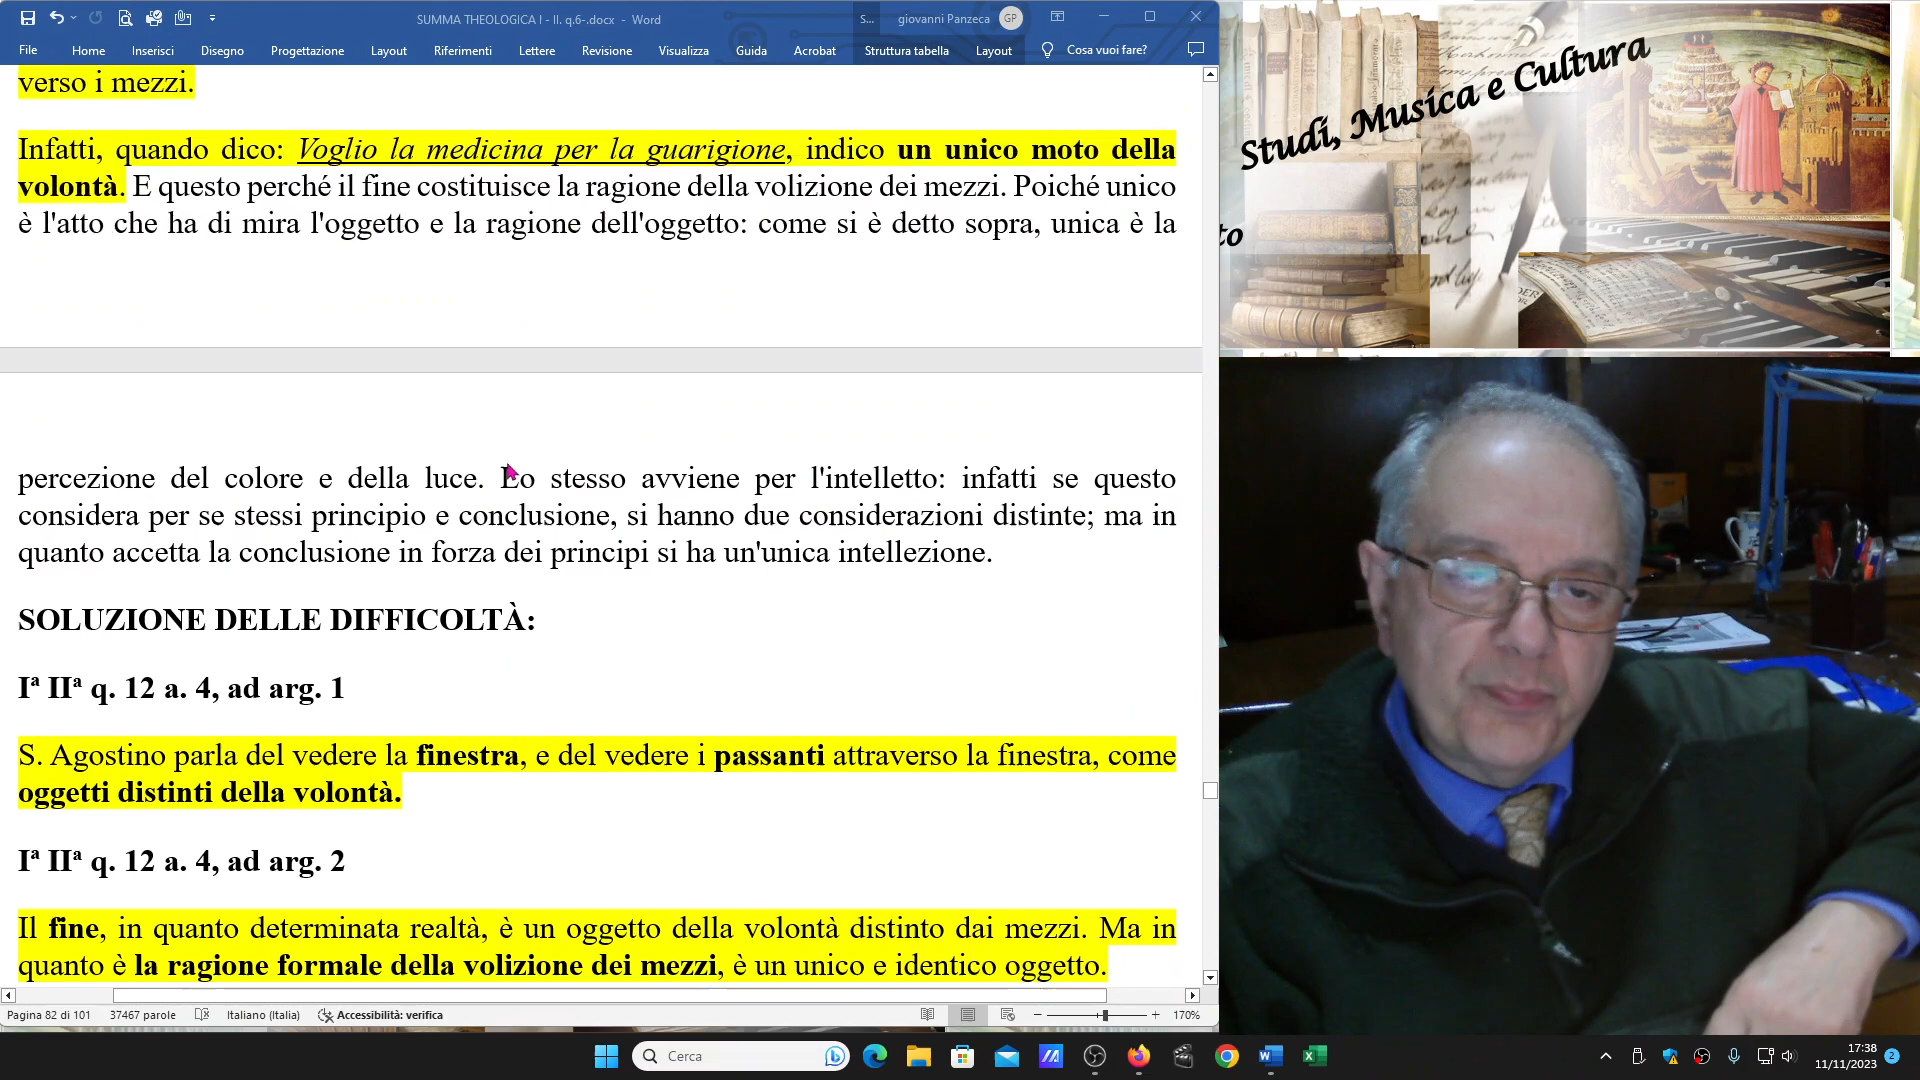 SUMMA THEOLOGICA I - II. q.6-.docx - Word
S...
giovanni Panzeca
GP
File Home Inserisci Disegno Progettazione Layout Riferimenti Lettere Revisione Visualizza Guida Acrobat Struttura tabella Layout Cosa vuoi fare?
verso i mezzi.
Infatti, quando dico: Voglio la medicina per la guarigione, indico un unico moto della
volontà. E questo perché il fine costituisce la ragione della volizione dei mezzi. Poiché unico
è l'atto che ha di mira l'oggetto e la ragione dell'oggetto: come si è detto sopra, unica è la
percezione del colore e della luce. Lo stesso avviene per l'intelletto: infatti se questo
considera per se stessi principio e conclusione, si hanno due considerazioni distinte; ma in
quanto accetta la conclusione in forza dei principi si ha un'unica intellezione.
SOLUZIONE DELLE DIFFICOLTÀ:
Iª IIª q. 12 a. 4, ad arg. 1
S. Agostino parla del vedere la finestra, e del vedere i passanti attraverso la finestra, come
oggetti distinti della volontà.
Iª IIª q. 12 a. 4, ad arg. 2
Il fine, in quanto determinata realtà, è un oggetto della volontà distinto dai mezzi. Ma in
quanto è la ragione formale della volizione dei mezzi, è un unico e identico oggetto.
Pagina 82 di 101 37467 parole Italiano (Italia) Accessibilità: verifica
170%
Studi, Musica e Cultura
to
Cerca
17:38
11/11/2023
2